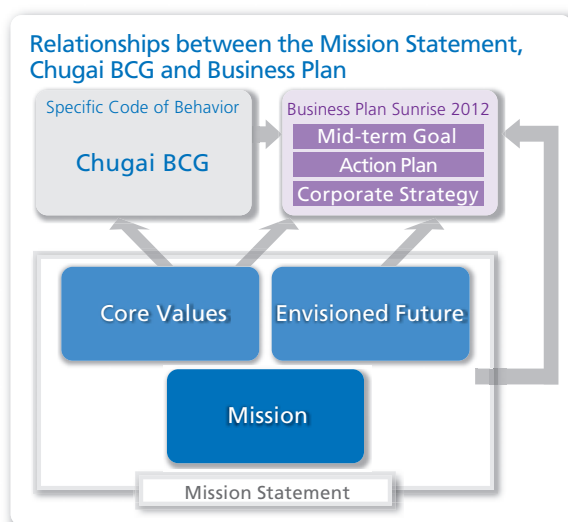 Relationships between the Mission Statement,
Chugai BCG and Business Plan
Specific Code of Behavior
Chugai BCG
Business Plan Sunrise 2012
Mid-term Goal
Action Plan
Corporate Strategy
Core Values
Envisioned Future
Mission
Mission Statement